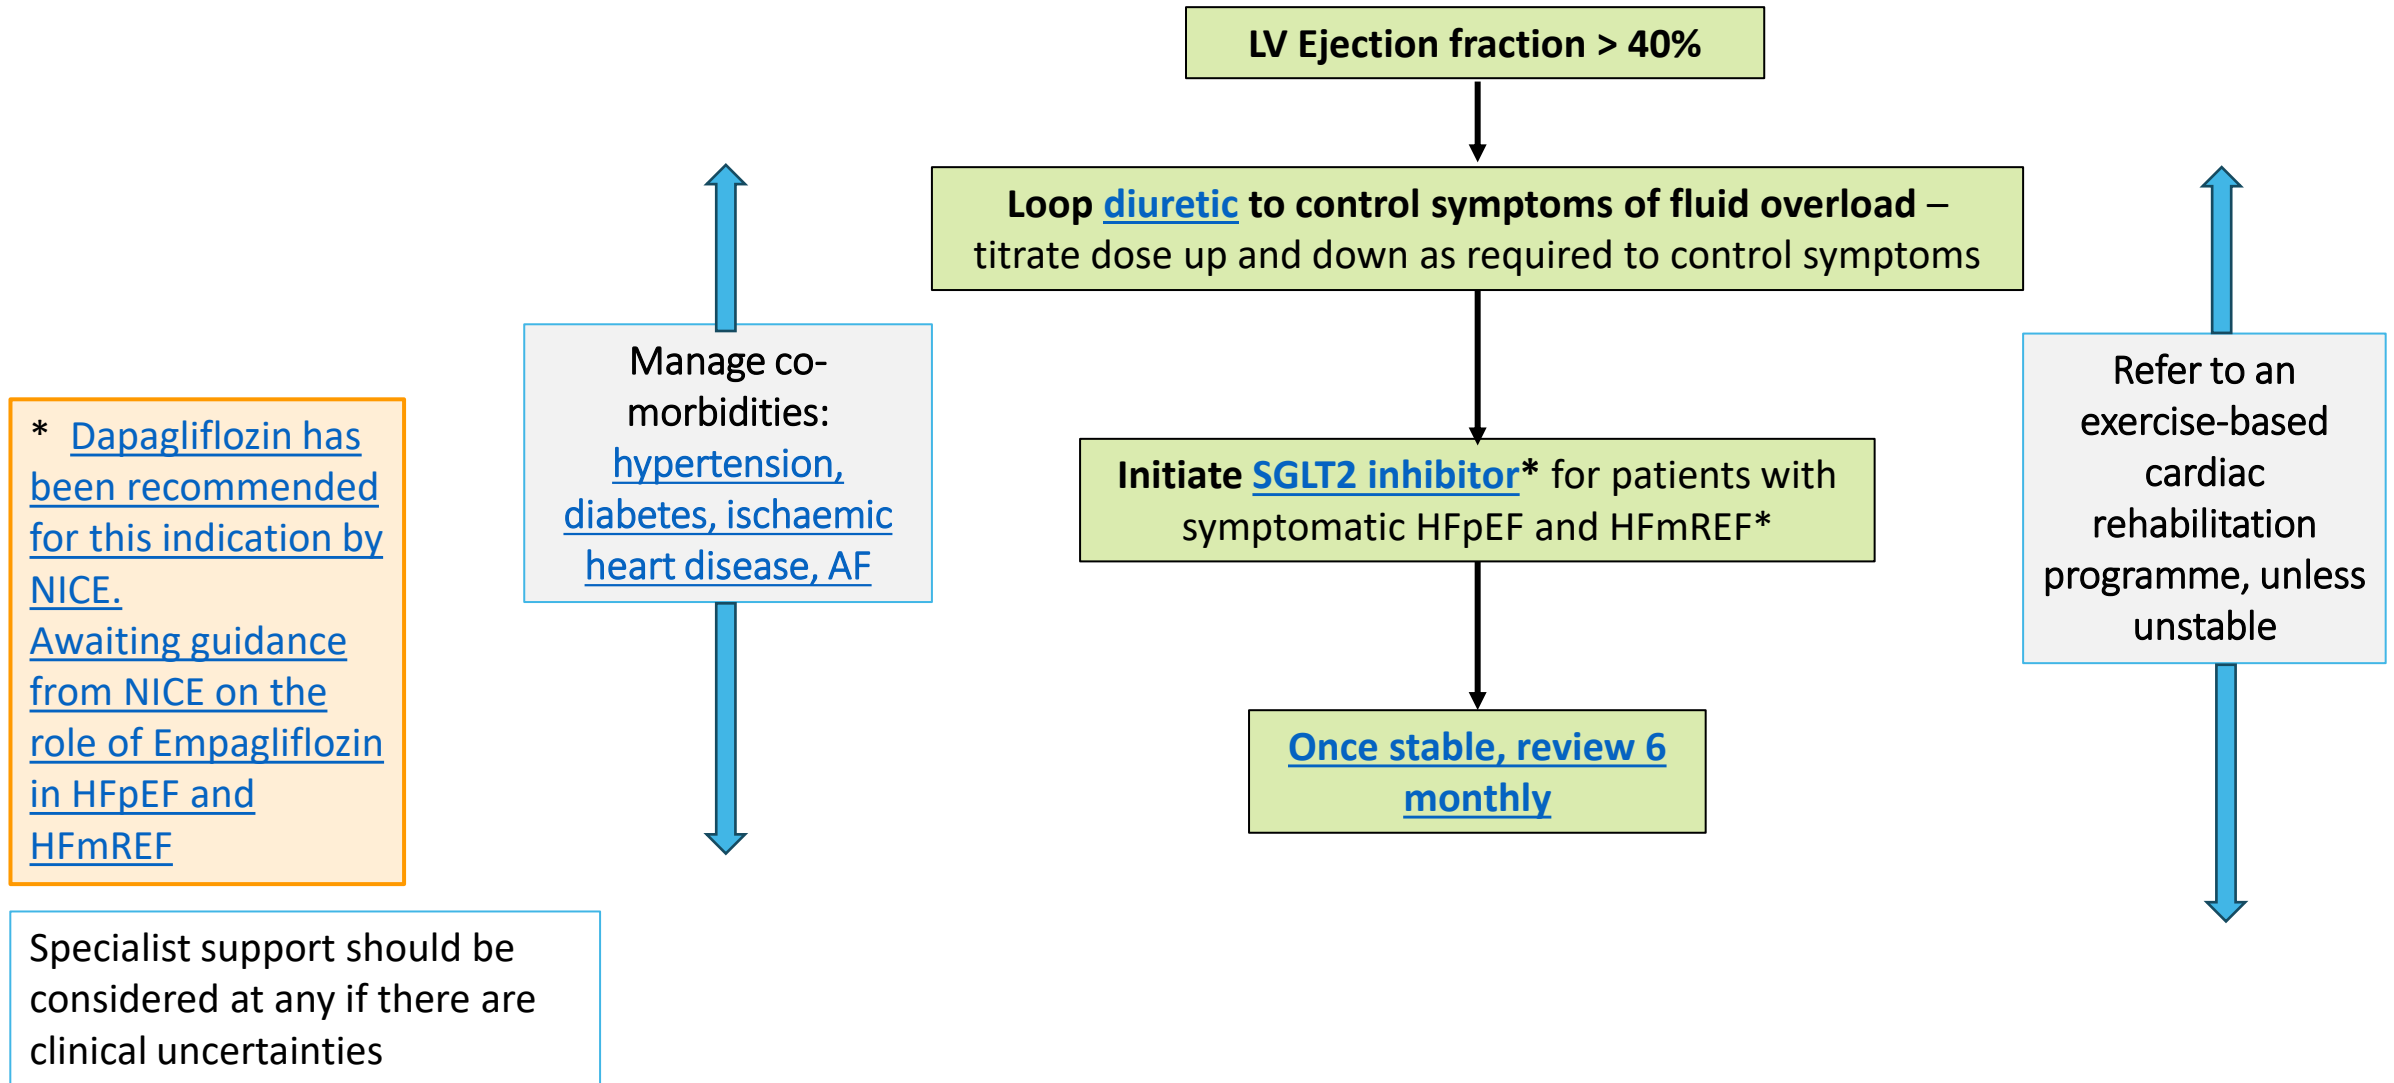 LV Ejection fraction > 40%
Loop diuretic to control symptoms of fluid overload –
titrate dose up and down as required to control symptoms
Manage co-
morbidities:
hypertension,
diabetes, ischaemic
heart disease, AF
Refer to an
exercise-based
cardiac
rehabilitation
programme, unless
unstable
* Dapagliflozin has
been recommended
for this indication by
NICE.
Awaiting guidance
from NICE on the
role of Empagliflozin
in HFpEF and
HFmREF
Initiate SGLT2 inhibitor* for patients with
symptomatic HFpEF and HFmREF*
Once stable, review 6
monthly
Specialist support should be
considered at any if there are
clinical uncertainties